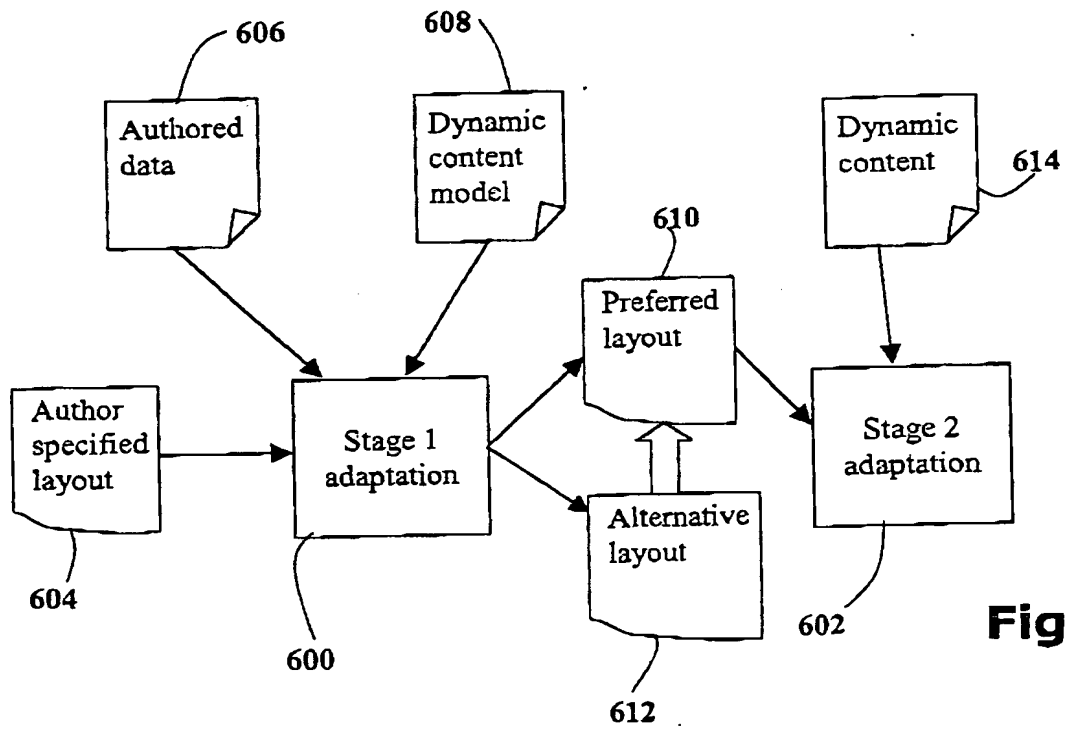 606
608
Authored
data
Dynamic
content
model
Dynamic
content
614
610
Preferred
layout
Author
specified
layout
Stage 1
adaptation
Stage 2
adaptation
Alternative
layout
604
600
612
602
Fig